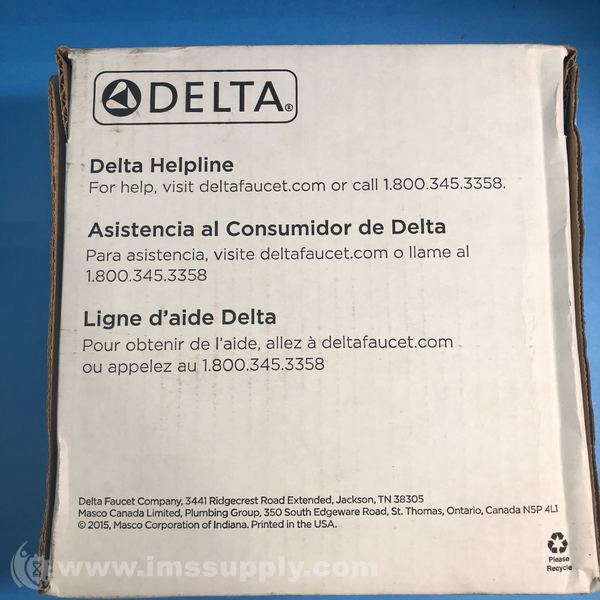 DELTA®
Delta Helpline
For help, visit deltafaucet.com or call 1.800.345.3358.
Asistencia al Consumidor de Delta
Para asistencia, visite deltafaucet.com o llame al
1.800.345.3358
Ligne d'aide Delta
Pour obtenir de l'aide, allez à deltafaucet.com
ou appelez au 1.800.345.3358
Delta Faucet Company, 3441 Ridgecrest Road Extended, Jackson, TN 38305
Masco Canada Limited, Plumbing Group, 350 South Edgeware Road, St. Thomas, Ontario, Canada N5P 4L1
© 2015, Masco Corporation of Indiana. Printed in the USA.
Please
Recycle
www.imssupply.com